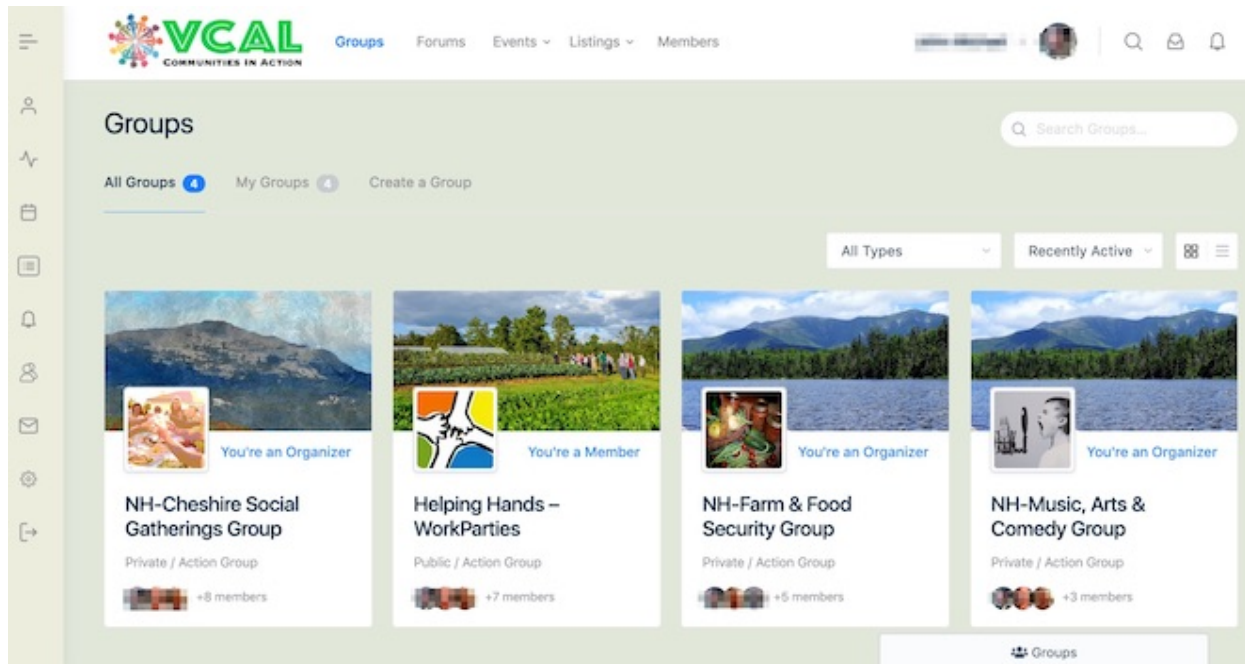 VCAL
COMMUNITIES IN ACTION
Groups Forums Events Listings Members
Groups
Search Groups...
All Groups 4 My Groups 4 Create a Group
All Types Recently Active
You're an Organizer
NH-Cheshire Social
Gatherings Group
Private / Action Group
+8 members
You're a Member
Helping Hands –
WorkParties
Public / Action Group
+7 members
You're an Organizer
NH-Farm & Food
Security Group
Private / Action Group
+5 members
You're an Organizer
NH-Music, Arts &
Comedy Group
Private / Action Group
+3 members
Groups